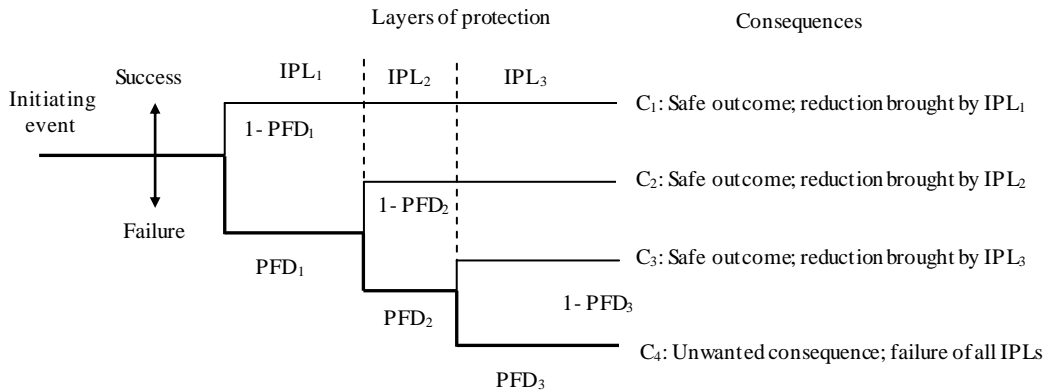 Layers of protection
Consequences
Success
IPL₁
IPL₂
IPL₃
Initiating
event
1- PFD₁
C₁: Safe outcome; reduction brought by IPL₁
1- PFD₂
C₂: Safe outcome; reduction brought by IPL₂
Failure
PFD₁
C₃: Safe outcome; reduction brought by IPL₃
PFD₂
1- PFD₃
C₄: Unwanted consequence; failure of all IPLs
PFD₃